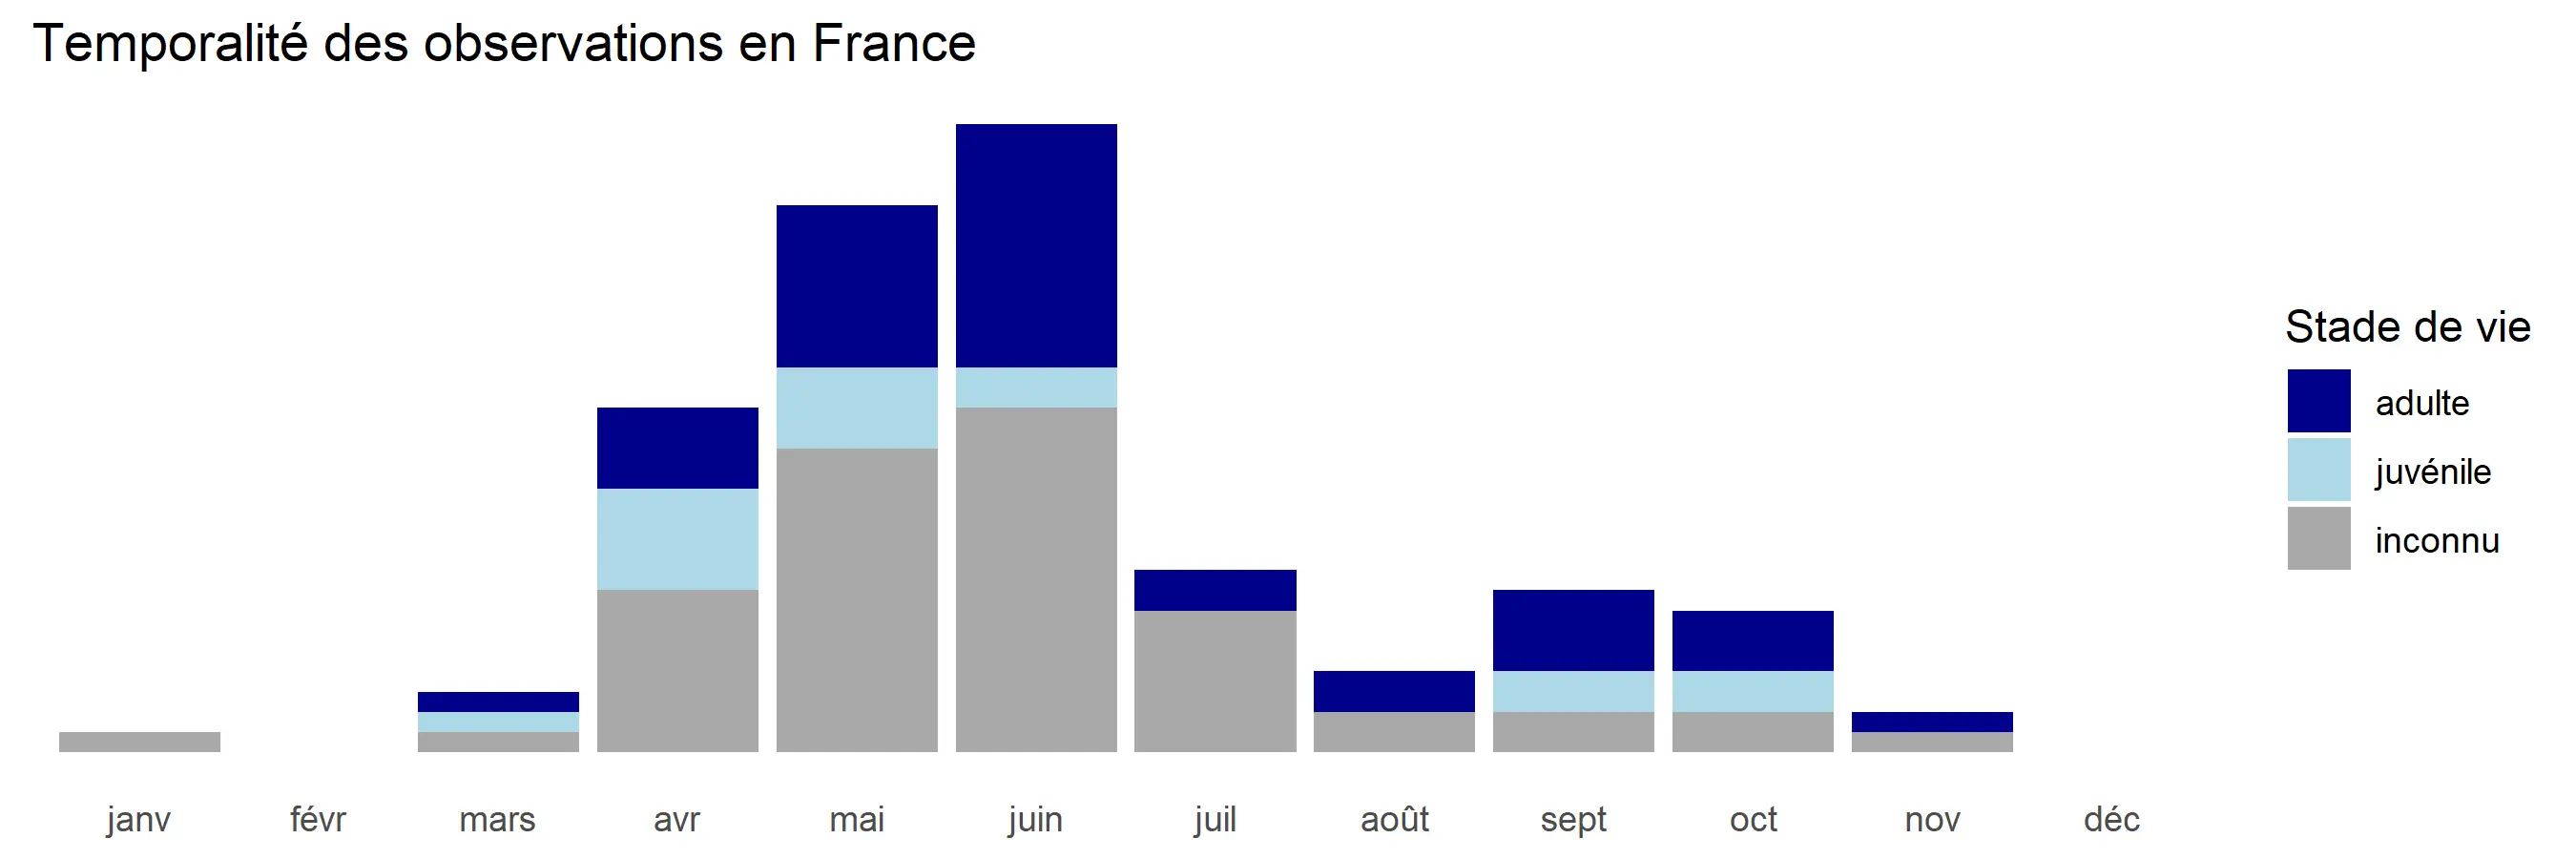 Temporalité des observations en France
Stade de vie
adulte
juvénile
inconnu
janv févr mars avr mai juin juil août sept oct nov déc